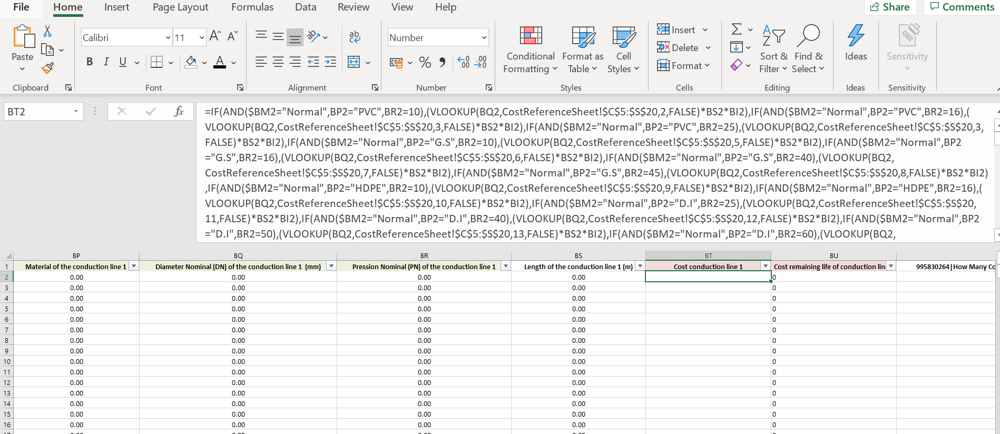 File Home Insert Page Layout Formulas Data Review View Help Share Comments
Paste
Calibri 11
B I U A
ab
Number
% .00
Conditional Formatting
Format as Table
Cell Styles
Insert
Delete
Format
Sort & Filter
Find & Select
Ideas
Sensitivity
Clipboard Font Alignment Number Styles Cells Editing Ideas Sensitivity
BT2 fx
=IF(AND($BM2="Normal",BP2="PVC",BR2=10),(VLOOKUP(BQ2,CostReferenceSheet!$C$5:$S$20,2,FALSE)*BS2*BI2),IF(AND($BM2="Normal",BP2="PVC",BR2=16),(
VLOOKUP(BQ2,CostReferenceSheet!$C$5:$S$20,3,FALSE)*BS2*BI2),IF(AND($BM2="Normal",BP2="PVC",BR2=25),(VLOOKUP(BQ2,CostReferenceSheet!$C$5:$S$20,3,
FALSE)*BS2*BI2),IF(AND($BM2="Normal",BP2="G.S",BR2=10),(VLOOKUP(BQ2,CostReferenceSheet!$C$5:$S$20,5,FALSE)*BS2*BI2),IF(AND($BM2="Normal",BP2
="G.S",BR2=16),(VLOOKUP(BQ2,CostReferenceSheet!$C$5:$S$20,6,FALSE)*BS2*BI2),IF(AND($BM2="Normal",BP2="G.S",BR2=40),(VLOOKUP(BQ2,
CostReferenceSheet!$C$5:$S$20,7,FALSE)*BS2*BI2),IF(AND($BM2="Normal",BP2="G.S",BR2=45),(VLOOKUP(BQ2,CostReferenceSheet!$C$5:$S$20,8,FALSE)*BS2*BI2)
,IF(AND($BM2="Normal",BP2="HDPE",BR2=10),(VLOOKUP(BQ2,CostReferenceSheet!$C$5:$S$20,9,FALSE)*BS2*BI2),IF(AND($BM2="Normal",BP2="HDPE",BR2=16),(
VLOOKUP(BQ2,CostReferenceSheet!$C$5:$S$20,10,FALSE)*BS2*BI2),IF(AND($BM2="Normal",BP2="D.I",BR2=25),(VLOOKUP(BQ2,CostReferenceSheet!$C$5:$S$20,
11,FALSE)*BS2*BI2),IF(AND($BM2="Normal",BP2="D.I",BR2=40),(VLOOKUP(BQ2,CostReferenceSheet!$C$5:$S$20,12,FALSE)*BS2*BI2),IF(AND($BM2="Normal",BP2
="D.I",BR2=50),(VLOOKUP(BQ2,CostReferenceSheet!$C$5:$S$20,13,FALSE)*BS2*BI2),IF(AND($BM2="Normal",BP2="D.I",BR2=60),(VLOOKUP(BQ2,
BP BQ BR BS BT BU
1 Material of the conduction line 1 Diameter Nominal (DN) of the conduction line 1 (mm) Pression Nominal (PN) of the conduction line 1 Length of the conduction line 1 (m) Cost conduction line 1 Cost remaining life of conduction lin 995830264|How Many Co
2 0.00 0.00 0.00 0.00 0
3 0.00 0.00 0.00 0.00 0
4 0.00 0.00 0.00 0.00 0
5 0.00 0.00 0.00 0.00 0
6 0.00 0.00 0.00 0.00 0
7 0.00 0.00 0.00 0.00 0
8 0.00 0.00 0.00 0.00 0
9 0.00 0.00 0.00 0.00 0
10 0.00 0.00 0.00 0.00 0
11 0.00 0.00 0.00 0.00 0
12 0.00 0.00 0.00 0.00 0
13 0.00 0.00 0.00 0.00 0
14 0.00 0.00 0.00 0.00 0
15 0.00 0.00 0.00 0.00 0
16 0.00 0.00 0.00 0.00 0